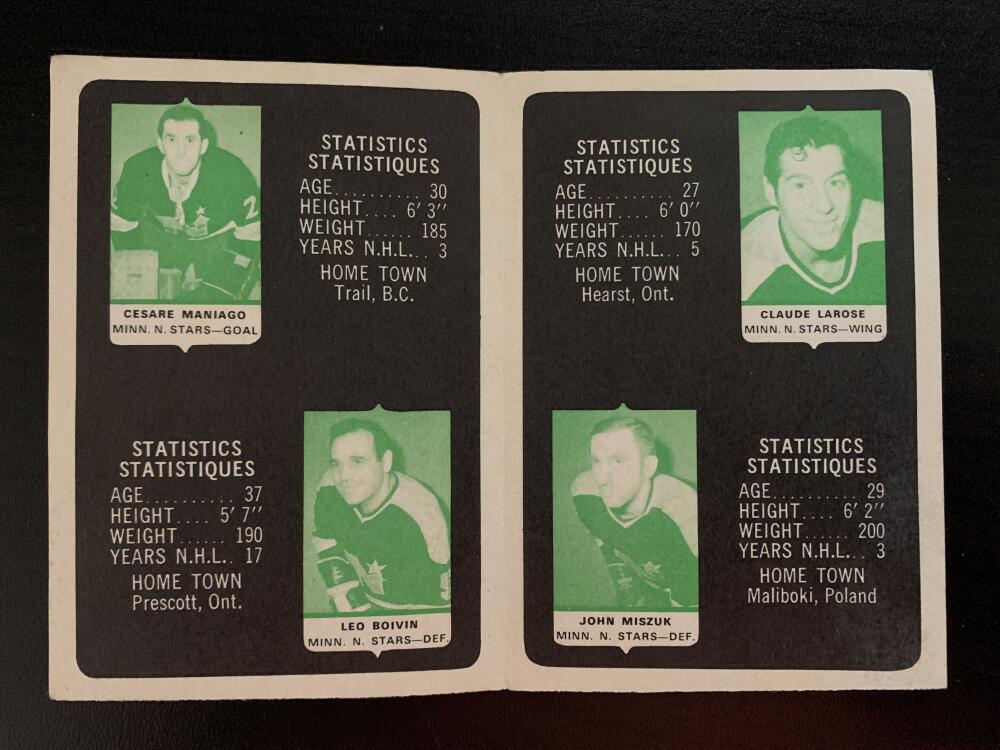 CESARE MANIAGO
MINN. N. STARS—GOAL
STATISTICS
STATISTIQUES
AGE.......... 30
HEIGHT.... 6' 3''
WEIGHT...... 185
YEARS N.H.L.. 3
HOME TOWN
Trail, B.C.
STATISTICS
STATISTIQUES
AGE.......... 37
HEIGHT.... 5' 7''
WEIGHT...... 190
YEARS N.H.L.. 17
HOME TOWN
Prescott, Ont.
LEO BOIVIN
MINN. N. STARS—DEF.
STATISTICS
STATISTIQUES
AGE.......... 27
HEIGHT.... 6' 0''
WEIGHT...... 170
YEARS N.H.L... 5
HOME TOWN
Hearst, Ont.
CLAUDE LAROSE
MINN. N. STARS—WING
JOHN MISZUK
MINN. N. STARS—DEF.
STATISTICS
STATISTIQUES
AGE.......... 29
HEIGHT.... 6' 2''
WEIGHT...... 200
YEARS N.H.L... 3
HOME TOWN
Maliboki, Poland
2